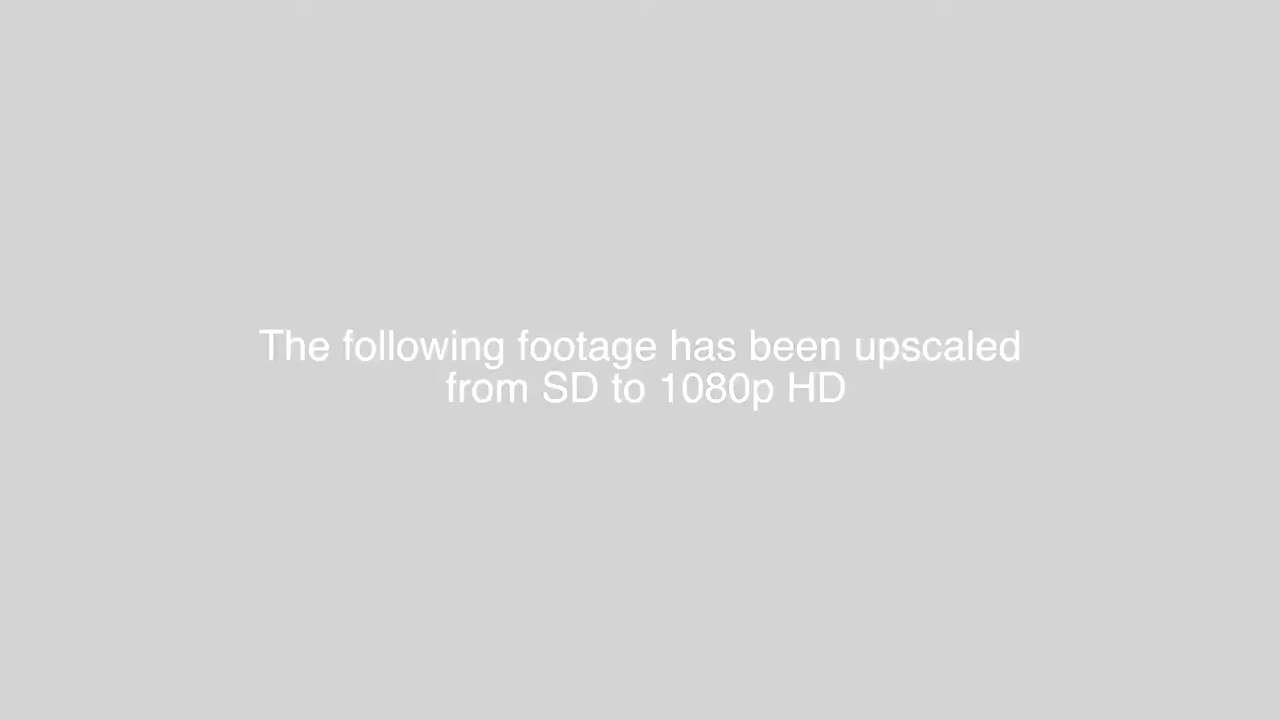 The following footage has been upscaled
from SD to 1080p HD